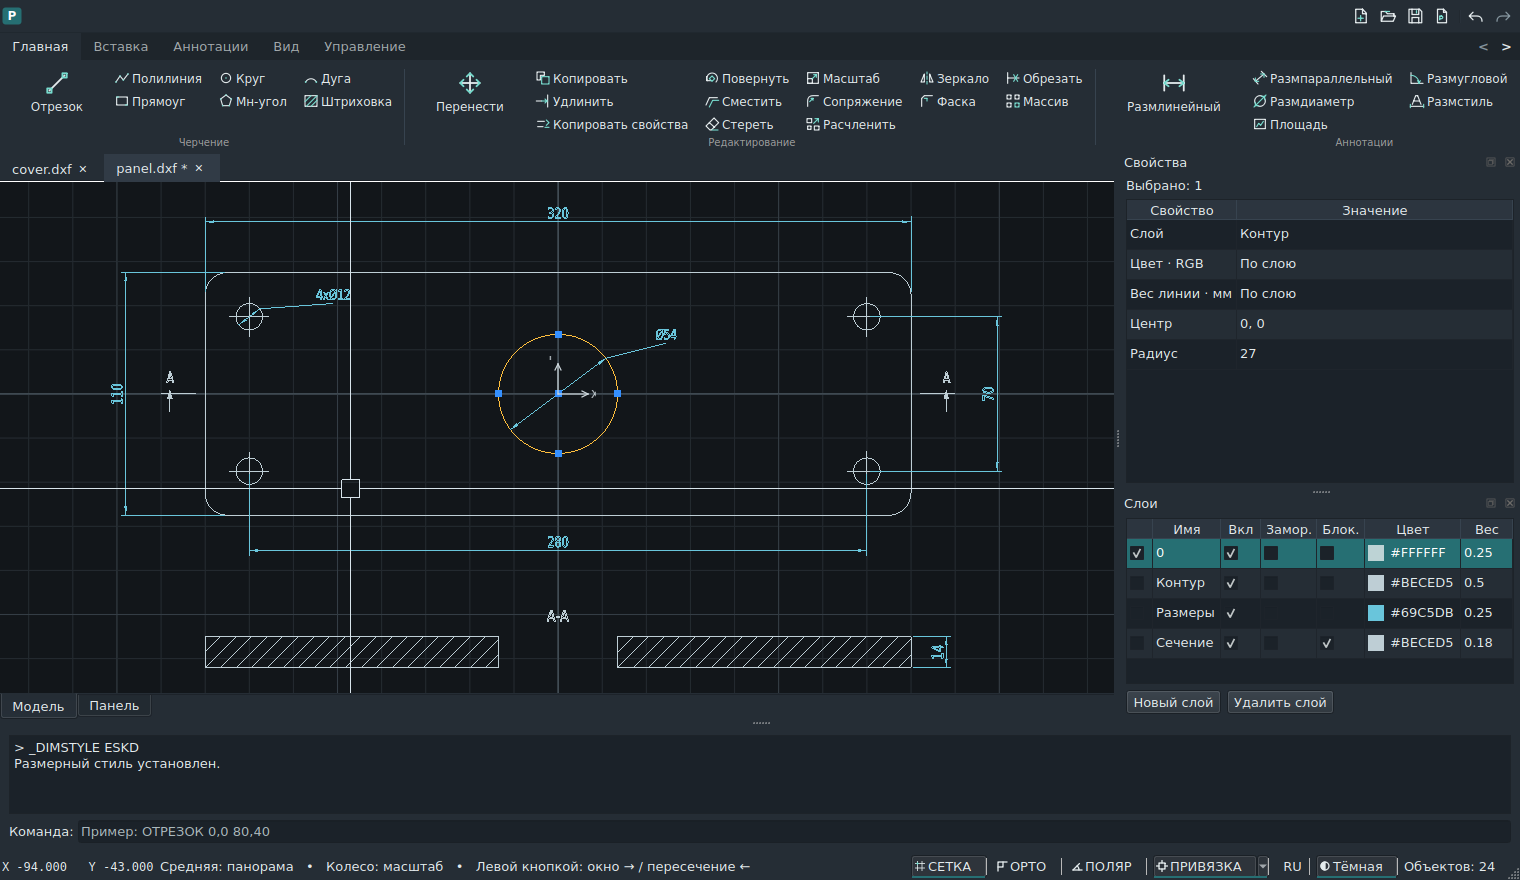 P
Главная Вставка Аннотации Вид Управление < >
Отрезок
Полилиния Круг Дуга
Прямоуг Мн-угол Штриховка
Черчение
Перенести
Копировать Повернуть Масштаб Зеркало Обрезать
Удлинить Сместить Сопряжение Фаска Массив
Копировать свойства Стереть Расчленить
Редактирование
Размлинейный
Размпараллельный Размугловой
Размдиаметр Размстиль
Площадь
Аннотации
cover.dxf × panel.dxf * ×
320
4xØ12
Ø54
A
A
110
70
X
280
A-A
14
Свойства
Выбрано: 1
Свойство Значение
Слой Контур
Цвет · RGB По слою
Вес линии · мм По слою
Центр 0, 0
Радиус 27
Слои
Имя Вкл Замор. Блок. Цвет Вес
0 #FFFFFF 0.25
Контур #BECED5 0.5
Размеры #69C5DB 0.25
Сечение #BECED5 0.18
Новый слой Удалить слой
Модель Панель
> _DIMSTYLE ESKD
Размерный стиль установлен.
Команда: Пример: ОТРЕЗОК 0,0 80,40
X -94.000 Y -43.000 Средняя: панорама • Колесо: масштаб • Левой кнопкой: окно → / пересечение ← СЕТКА ОРТО ПОЛЯР ПРИВЯЗКА RU Тёмная Объектов: 24